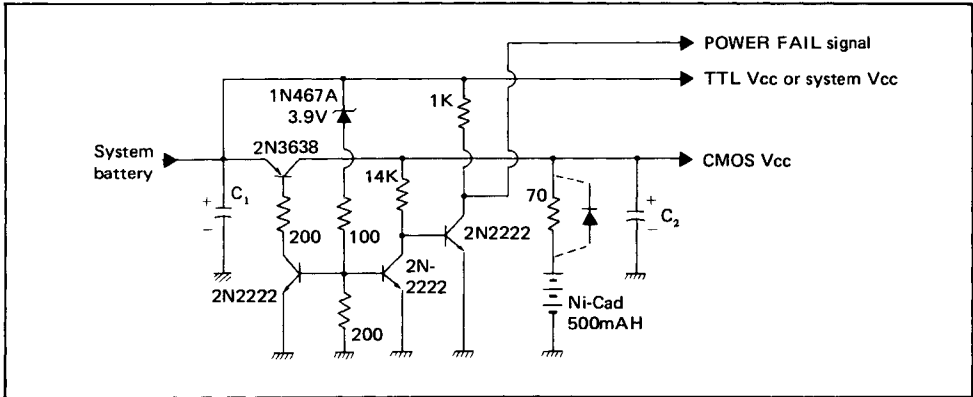 POWER FAIL signal
TTL Vcc or system Vcc
1N467A
3.9V
1K
System
battery
2N3638
CMOS Vcc
14K
70
+
C₁
–
200
100
2N2222
+
C₂
–
2N2222
2N-
2222
200
Ni-Cad
500mAH